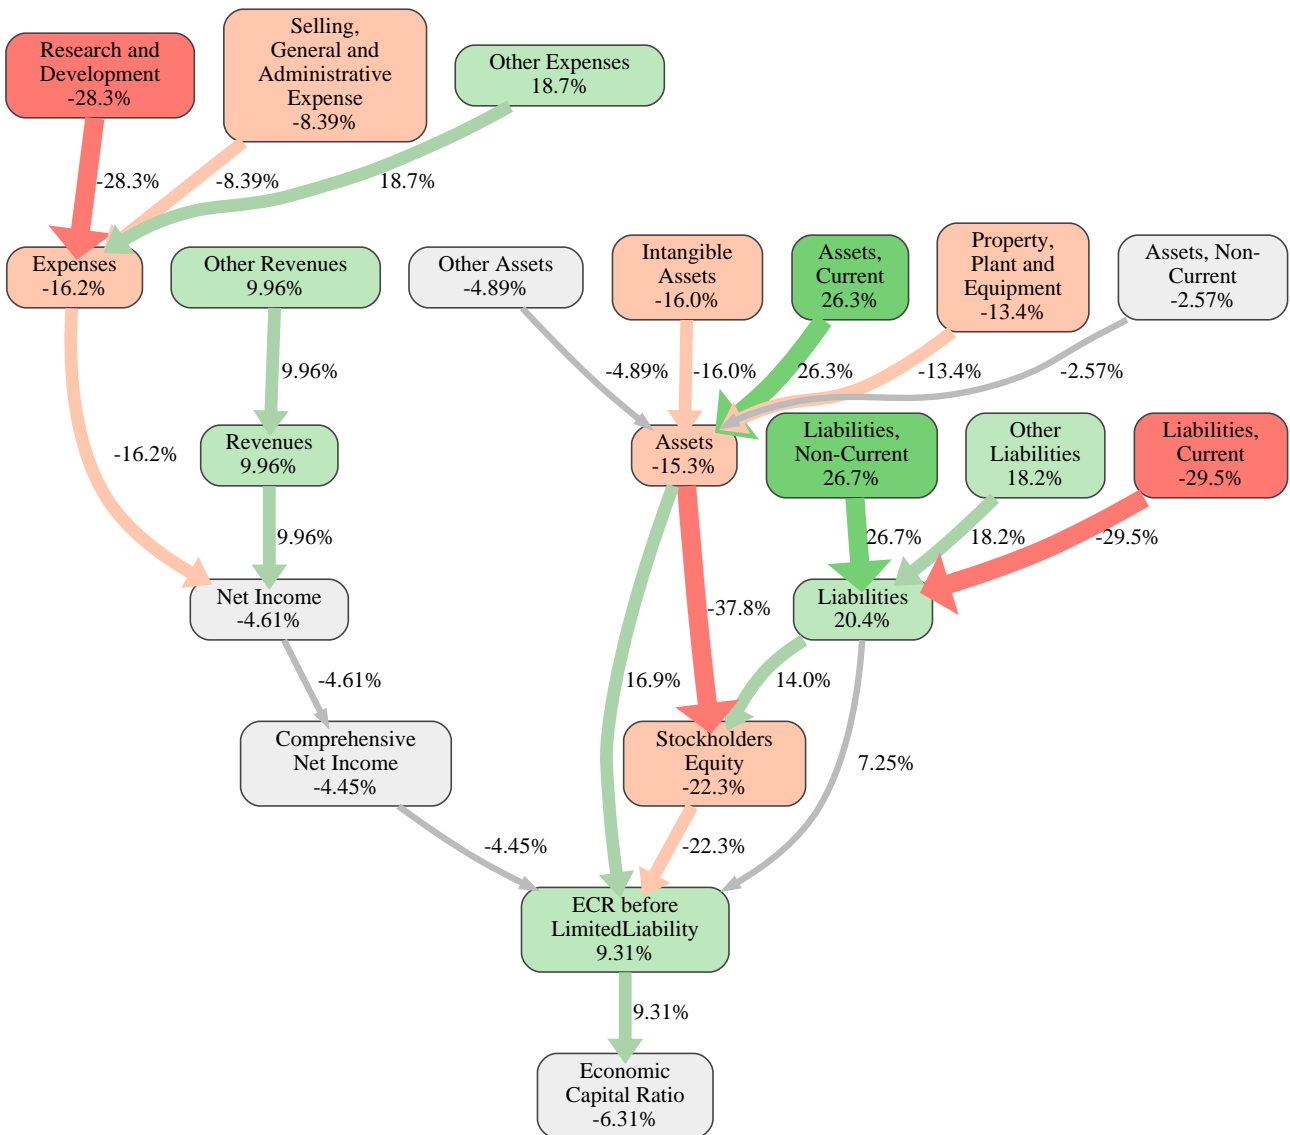 Research and
Development
-28.3%
Selling,
General and
Administrative
Expense
-8.39%
Other Expenses
18.7%
-28.3%
-8.39%
18.7%
Expenses
-16.2%
Other Revenues
9.96%
Other Assets
-4.89%
Intangible
Assets
-16.0%
Assets,
Current
26.3%
Property,
Plant and
Equipment
-13.4%
Assets, Non-
Current
-2.57%
9.96%
-4.89%
-16.0%
26.3%
-13.4%
-2.57%
-16.2%
Revenues
9.96%
Assets
-15.3%
Liabilities,
Non-Current
26.7%
Other
Liabilities
18.2%
Liabilities,
Current
-29.5%
9.96%
26.7%
18.2%
-29.5%
Net Income
-4.61%
-37.8%
Liabilities
20.4%
-4.61%
16.9%
14.0%
Comprehensive
Net Income
-4.45%
Stockholders
Equity
-22.3%
7.25%
-4.45%
-22.3%
ECR before
LimitedLiability
9.31%
9.31%
Economic
Capital Ratio
-6.31%